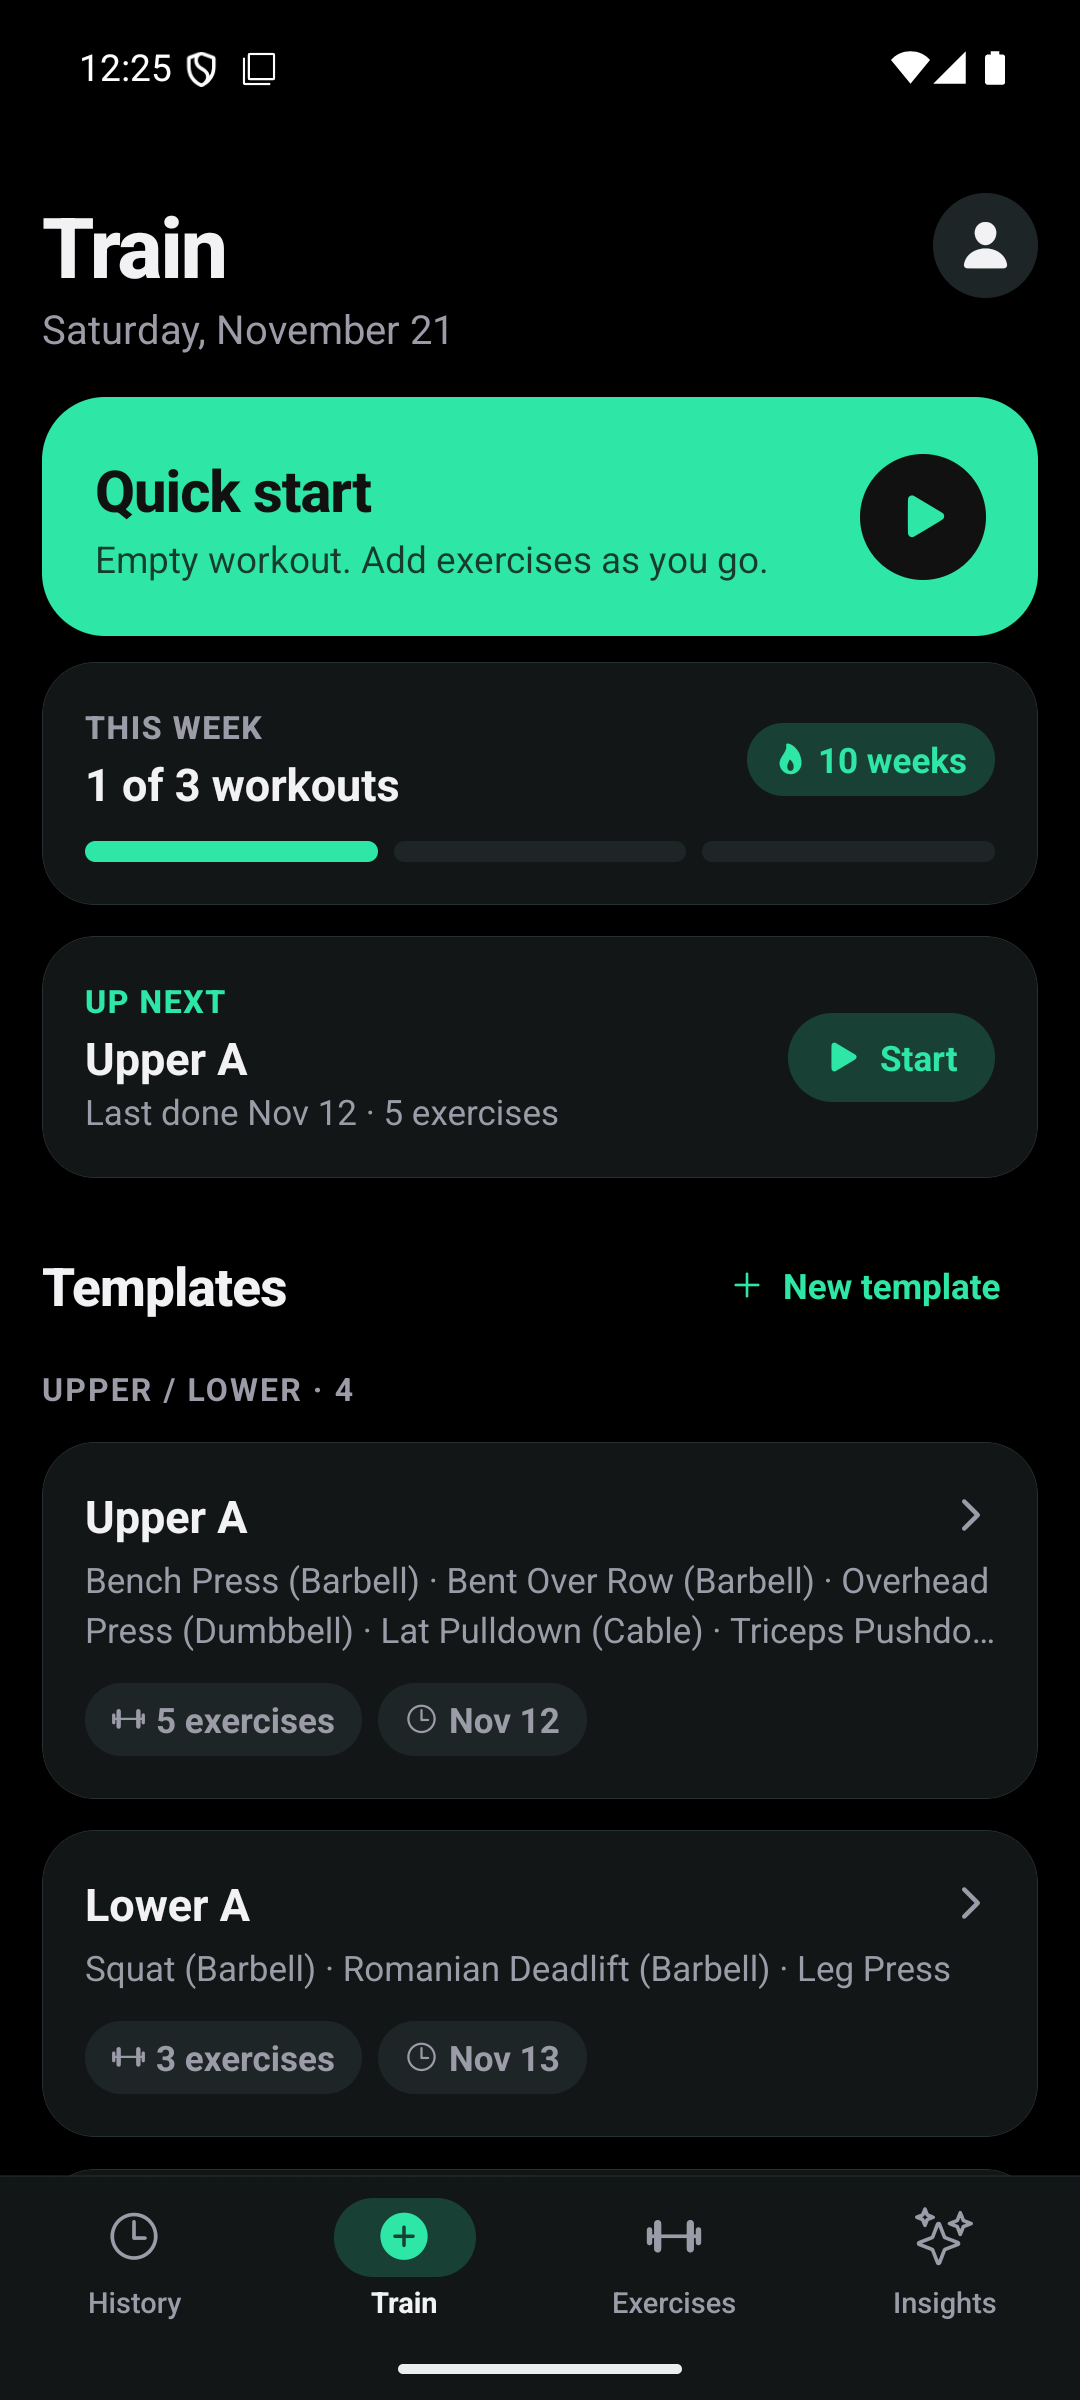 12:25
Train
Saturday, November 21
Quick start
Empty workout. Add exercises as you go.
THIS WEEK
1 of 3 workouts
10 weeks
UP NEXT
Upper A
Last done Nov 12 · 5 exercises
Start
Templates
New template
UPPER / LOWER · 4
Upper A
Bench Press (Barbell) · Bent Over Row (Barbell) · Overhead
Press (Dumbbell) · Lat Pulldown (Cable) · Triceps Pushdo…
5 exercises
Nov 12
Lower A
Squat (Barbell) · Romanian Deadlift (Barbell) · Leg Press
3 exercises
Nov 13
History
Train
Exercises
Insights